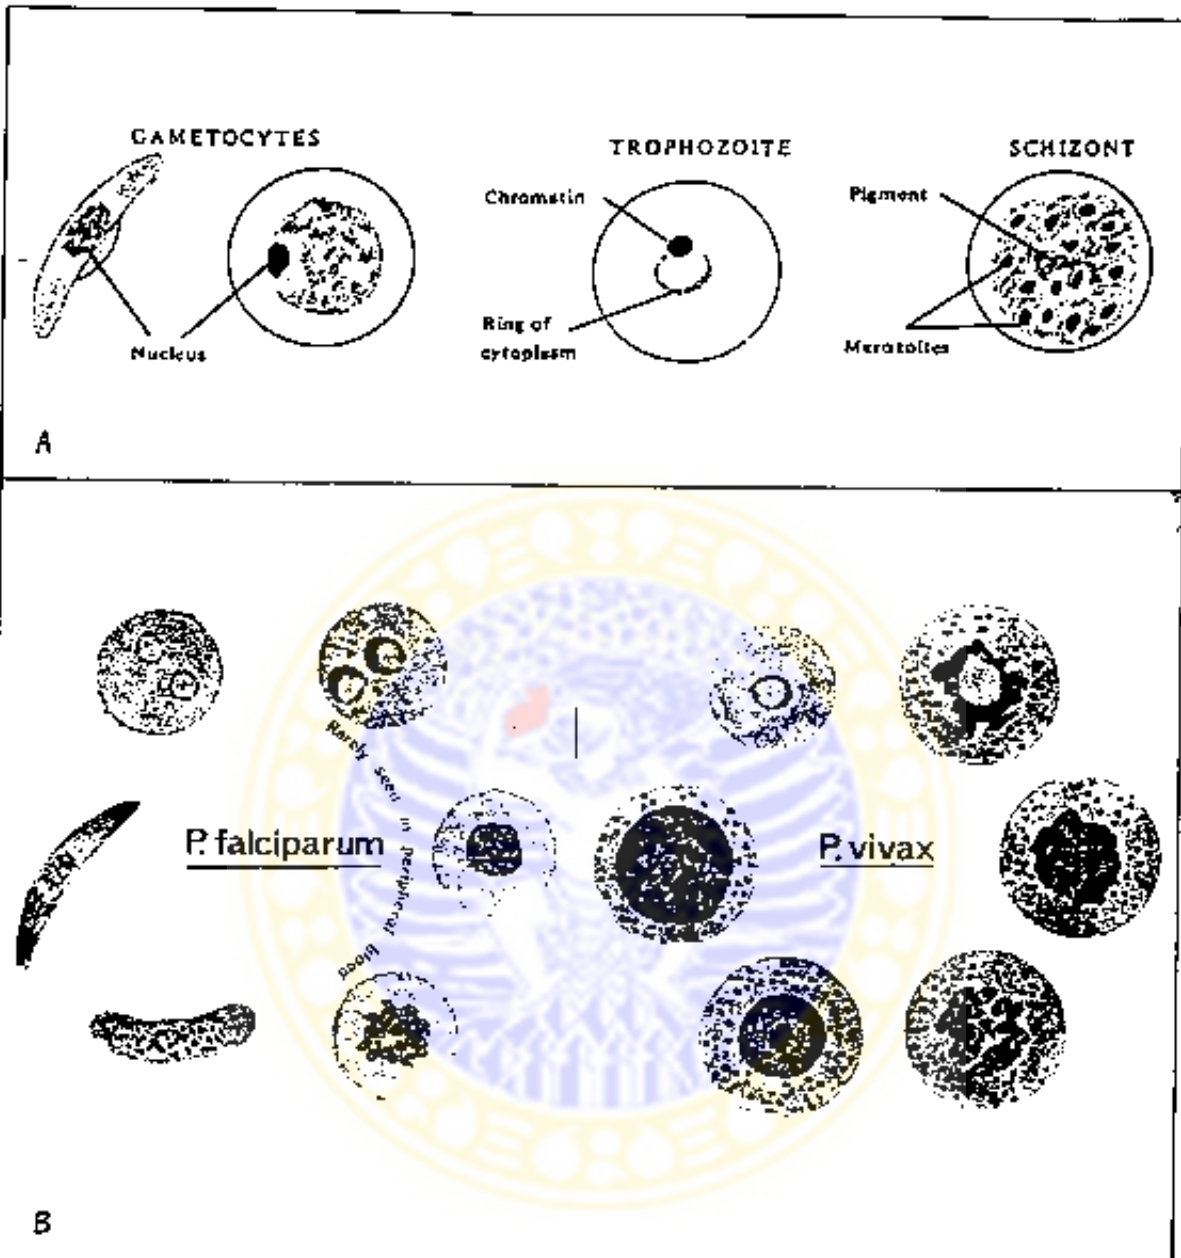 GAMETOCYTES
TROPHOZOITE
SCHIZONT
Chromatin
Pigment
Ring of
cytoplasm
Nucleus
Merozoites
A
Rarely seen in peripheral blood
P. falciparum
P. vivax
B